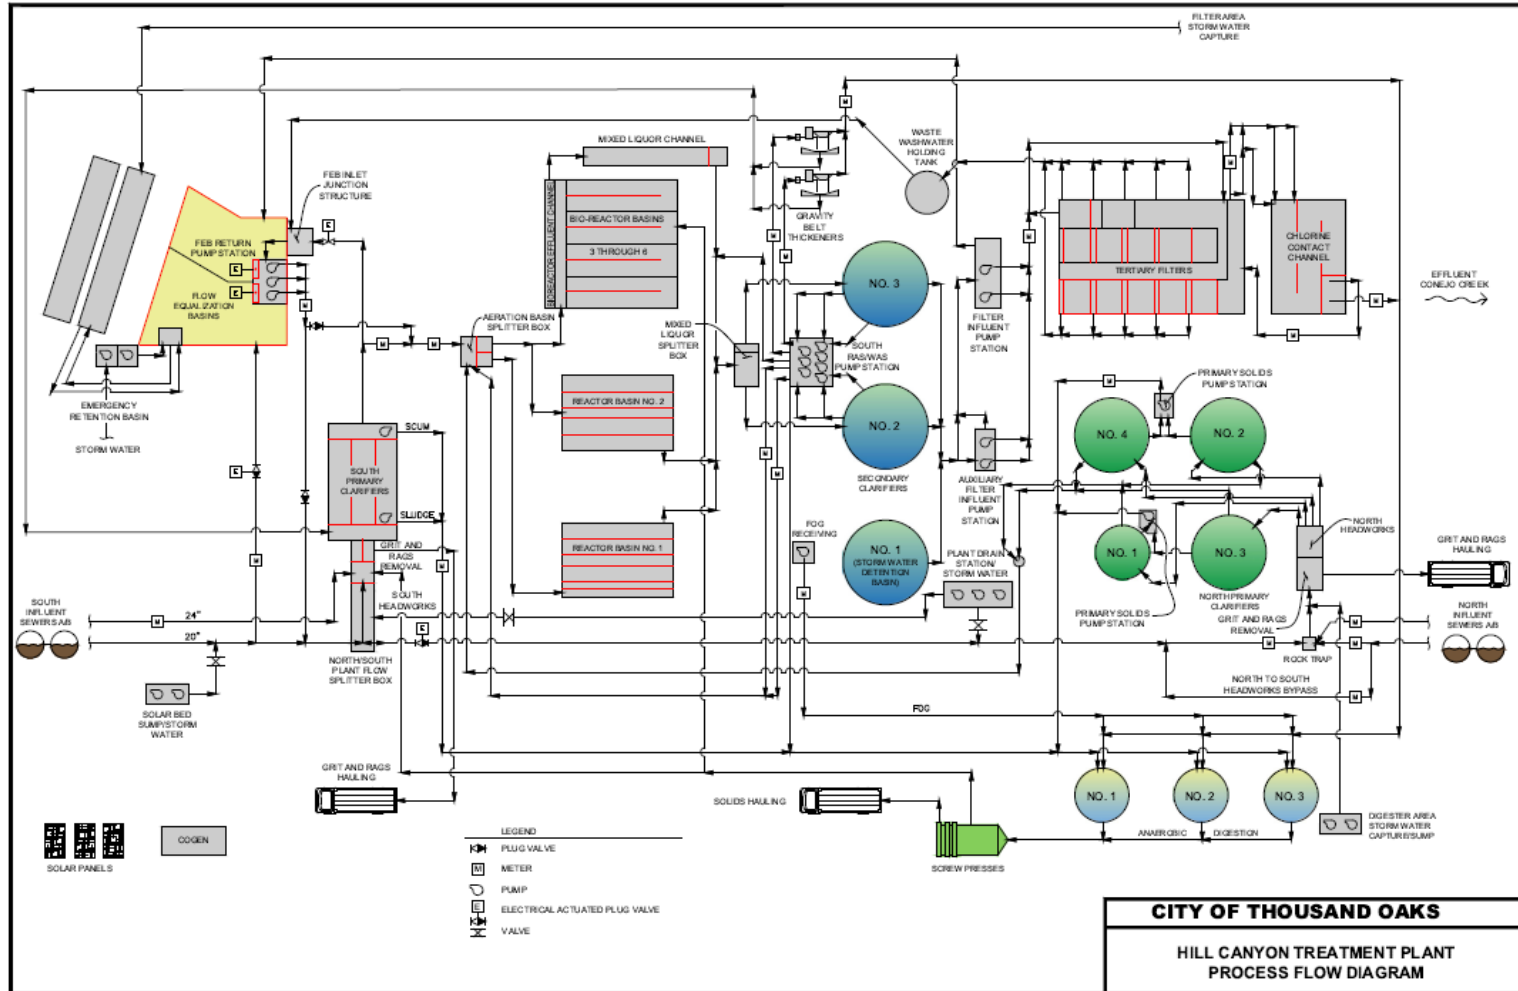 FILTER AREA
STORM WATER
CAPTURE
MIXED LIQUOR CHANNEL
WASTE
WASHWATER
HOLDING
TANK
FEB INLET
JUNCTION
STRUCTURE
BIOREACTOR EFFLUENT CHANNEL
BIO-REACTOR BASINS
3 THROUGH 6
GRAVITY
BELT
THICKENERS
FEB RETURN
PUMP STATION
FLOW
EQUALIZATION
BASINS
CHLORINE
CONTACT
CHANNEL
TERTIARY FILTERS
EFFLUENT
CONEJO CREEK
NO. 3
AERATION BASIN
SPLITTER BOX
MIXED
LIQUOR
SPLITTER
BOX
FILTER
INFLUENT
PUMP
STATION
SOUTH
RAS/WAS
PUMP STATION
PRIMARY SOLIDS
PUMP STATION
EMERGENCY
RETENTION BASIN
STORM WATER
REACTOR BASIN NO. 2
NO. 2
SECONDARY
CLARIFIERS
SCUM
SOUTH
PRIMARY
CLARIFIERS
SLUDGE
NO. 4
NO. 2
AUXILIARY
FILTER
INFLUENT
PUMP
STATION
FOG
RECEIVING
NORTH
HEADWORKS
GRIT AND
RAGS
REMOVAL
REACTOR BASIN NO. 1
NO. 1
(STORM WATER
DETENTION
BASIN)
PLANT DRAIN
STATION/
STORM WATER
NO. 1
NO. 3
GRIT AND RAGS
HAULING
SOUTH
HEADWORKS
NORTH PRIMARY
CLARIFIERS
PRIMARY SOLIDS
PUMP STATION
GRIT AND RAGS
REMOVAL
SOUTH
INFLUENT
SEWERS A/B
24"
20"
NORTH
INFLUENT
SEWERS A/B
ROCK TRAP
NORTH/SOUTH
PLANT FLOW
SPLITTER BOX
NORTH TO SOUTH
HEADWORKS BYPASS
SOLAR BED
SUMP/STORM
WATER
FOG
GRIT AND RAGS
HAULING
SOLIDS HAULING
NO. 1
NO. 2
NO. 3
ANAEROBIC DIGESTION
DIGESTER AREA
STORM WATER
CAPTURE/SUMP
SCREW PRESSES
SOLAR PANELS
COGEN
LEGEND
PLUG VALVE
M METER
PUMP
E ELECTRICAL ACTUATED PLUG VALVE
VALVE
CITY OF THOUSAND OAKS
HILL CANYON TREATMENT PLANT
PROCESS FLOW DIAGRAM